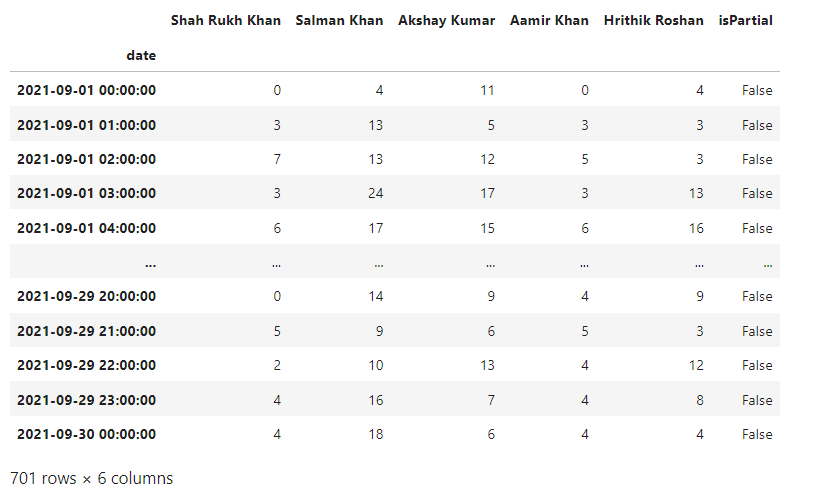 Shah Rukh Khan Salman Khan Akshay Kumar Aamir Khan Hrithik Roshan isPartial
date
2021-09-01 00:00:00 0 4 11 0 4 False
2021-09-01 01:00:00 3 13 5 3 3 False
2021-09-01 02:00:00 7 13 12 5 3 False
2021-09-01 03:00:00 3 24 17 3 13 False
2021-09-01 04:00:00 6 17 15 6 16 False
... ... ... ... ... ... ...
2021-09-29 20:00:00 0 14 9 4 9 False
2021-09-29 21:00:00 5 9 6 5 3 False
2021-09-29 22:00:00 2 10 13 4 12 False
2021-09-29 23:00:00 4 16 7 4 8 False
2021-09-30 00:00:00 4 18 6 4 4 False
701 rows × 6 columns